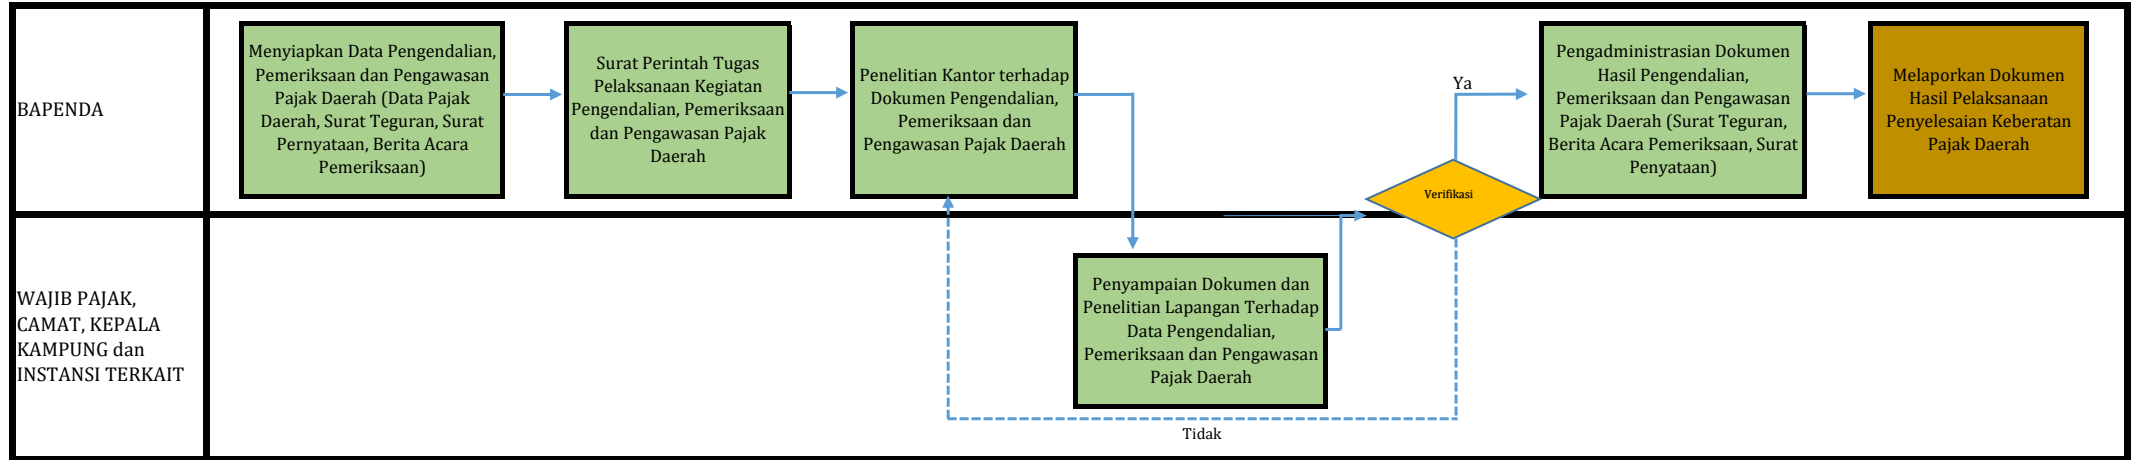 BAPENDA
Menyiapkan Data Pengendalian,
Pemeriksaan dan Pengawasan
Pajak Daerah (Data Pajak
Daerah, Surat Teguran, Surat
Pernyataan, Berita Acara
Pemeriksaan)
Surat Perintah Tugas
Pelaksanaan Kegiatan
Pengendalian, Pemeriksaan
dan Pengawasan Pajak
Daerah
Penelitian Kantor terhadap
Dokumen Pengendalian,
Pemeriksaan dan
Pengawasan Pajak Daerah
Verifikasi
Ya
Pengadministrasian Dokumen
Hasil Pengendalian,
Pemeriksaan dan Pengawasan
Pajak Daerah (Surat Teguran,
Berita Acara Pemeriksaan, Surat
Penyataan)
Melaporkan Dokumen
Hasil Pelaksanaan
Penyelesaian Keberatan
Pajak Daerah
WAJIB PAJAK,
CAMAT, KEPALA
KAMPUNG dan
INSTANSI TERKAIT
Penyampaian Dokumen dan
Penelitian Lapangan Terhadap
Data Pengendalian,
Pemeriksaan dan Pengawasan
Pajak Daerah
Tidak